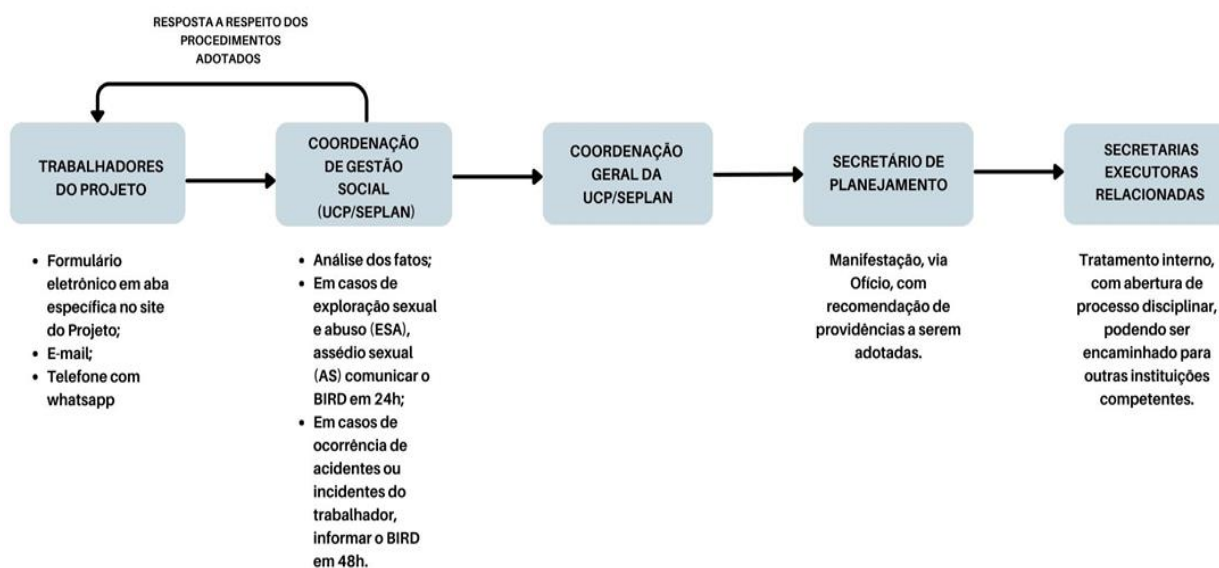 RESPOSTA A RESPEITO DOS
PROCEDIMENTOS
ADOTADOS
TRABALHADORES
DO PROJETO
COORDENAÇÃO
DE GESTÃO
SOCIAL
(UCP/SEPLAN)
COORDENAÇÃO
GERAL DA
UCP/SEPLAN
SECRETÁRIO DE
PLANEJAMENTO
SECRETARIAS
EXECUTORAS
RELACIONADAS
• Formulário
eletrônico em aba
específica no site
do Projeto;
• E-mail;
• Telefone com
whatsapp
• Análise dos fatos;
• Em casos de
exploração sexual
e abuso (ESA),
assédio sexual
(AS) comunicar o
BIRD em 24h;
• Em casos de
ocorrência de
acidentes ou
incidentes do
trabalhador,
informar o BIRD
em 48h.
Manifestação, via
Ofício, com
recomendação de
providências a serem
adotadas.
Tratamento interno,
com abertura de
processo disciplinar,
podendo ser
encaminhado para
outras instituições
competentes.